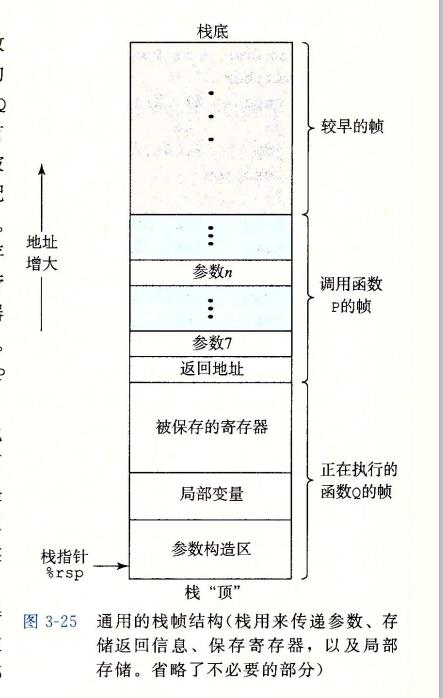 栈底
较早的帧
地址
增大
参数n
调用函数
P的帧
参数7
返回地址
被保存的寄存器
正在执行的
函数Q的帧
局部变量
参数构造区
栈指针
%rsp
栈“顶”
图 3-25 通用的栈帧结构(栈用来传递参数、存
储返回信息、保存寄存器，以及局部
存储。省略了不必要的部分)